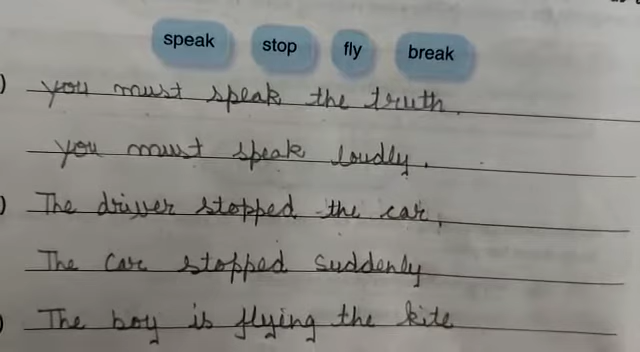 speak stop fly break
) you must speak the truth.
you must speak loudly.
) The driver stopped the car,
The car stopped suddenly
) The boy is flying the kite